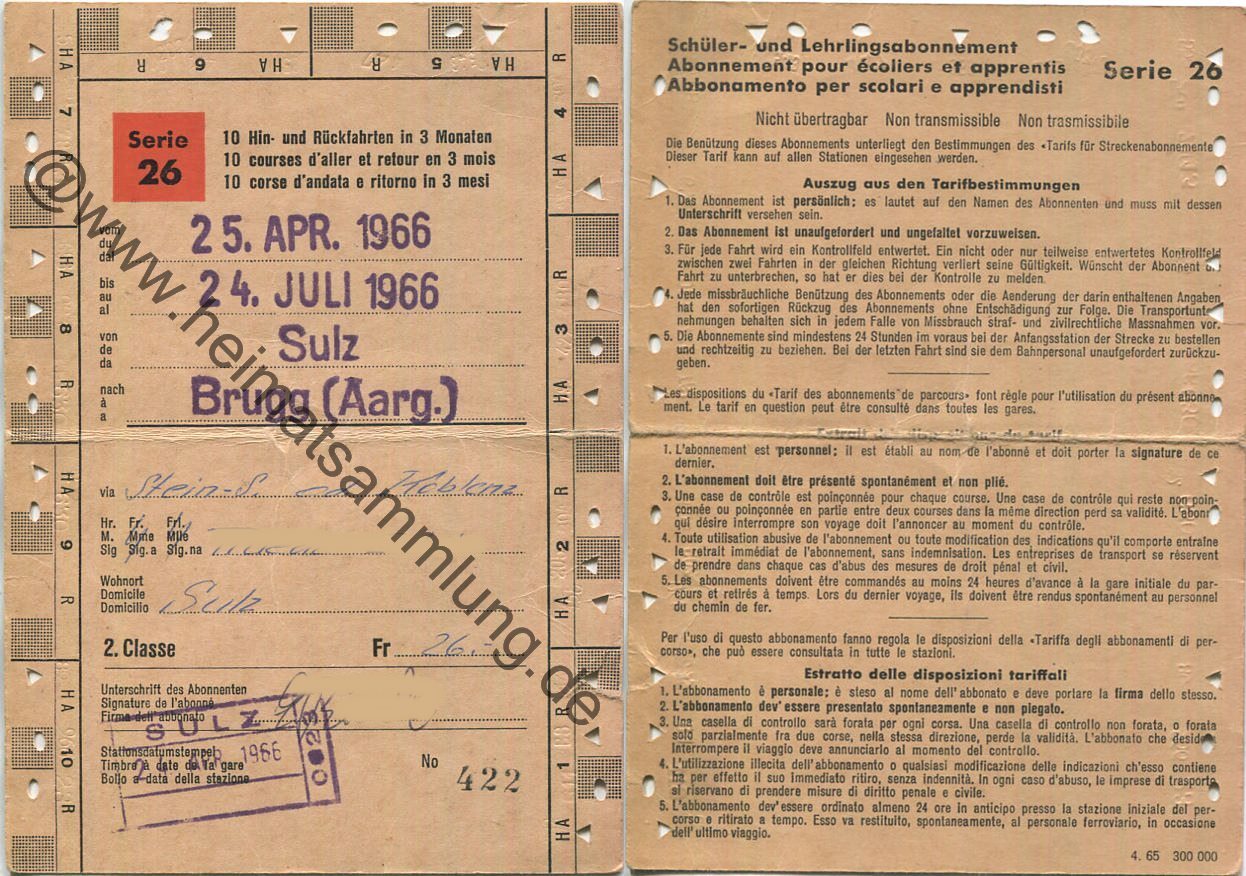 HA R 6 HA R 5 HA
R 4 HA
3 HA
R 2 HA
R 1 HA
HA 7 R
HA 8 R
HA 9 R
HA 10 R
Serie
26
10 Hin- und Rückfahrten in 3 Monaten
10 courses d'aller et retour en 3 mois
10 corse d'andata e ritorno in 3 mesi
vom
du
dal
25. APR. 1966
bis
au
al
24. JULI 1966
von
de
da
Sulz
nach
à
a
Brugg (Aarg.)
via Stein-S. oder Koblenz
Hr. Fr. Frl.
M. Mme Mlle
Sig Sig.a Sig.na
Wohnort
Domicile
Domicilio Sulz
2. Classe Fr 26.-
Unterschrift des Abonnenten
Signature de l'abonné
Firma dell'abbonato
Stationsdatumstempel
Timbre à date de la gare
Bollo a data della stazione
SULZ
APR 1966
No 422
@www.heimatsammlung.de
Schüler- und Lehrlingsabonnement
Abonnement pour écoliers et apprentis
Abbonamento per scolari e apprendisti
Serie 26
Nicht übertragbar Non transmissible Non trasmissibile
Die Benützung dieses Abonnements unterliegt den Bestimmungen des «Tarifs für Streckenabonnemente
Dieser Tarif kann auf allen Stationen eingesehen werden.
Auszug aus den Tarifbestimmungen
1. Das Abonnement ist persönlich; es lautet auf den Namen des Abonnenten und muss mit dessen
Unterschrift versehen sein.
2. Das Abonnement ist unaufgefordert und ungefaltet vorzuweisen.
3. Für jede Fahrt wird ein Kontrollfeld entwertet. Ein nicht oder nur teilweise entwertetes Kontrollfeld
zwischen zwei Fahrten in der gleichen Richtung verliert seine Gültigkeit. Wünscht der Abonnent
Fahrt zu unterbrechen, so hat er dies bei der Kontrolle zu melden.
4. Jede missbräuchliche Benützung des Abonnements oder die Aenderung der darin enthaltenen Angaben
hat den sofortigen Rückzug des Abonnements ohne Entschädigung zur Folge. Die Transportunt
nehmungen behalten sich in jedem Falle von Missbrauch straf- und zivilrechtliche Massnahmen vor.
5. Die Abonnemente sind mindestens 24 Stunden im voraus bei der Anfangsstation der Strecke zu bestellen
und rechtzeitig zu beziehen. Bei der letzten Fahrt sind sie dem Bahnpersonal unaufgefordert zurückzu-
geben.
Les dispositions du «Tarif des abonnements de parcours» font règle pour l'utilisation du présent abonne-
ment. Le tarif en question peut être consulté dans toutes les gares.
Extrait des dispositions de tarif
1. L'abonnement est personnel; il est établi au nom de l'abonné et doit porter la signature de ce
dernier.
2. L'abonnement doit être présenté spontanément et non plié.
3. Une case de contrôle est poinçonnée pour chaque course. Une case de contrôle qui reste non poin-
çonnée ou poinçonnée en partie entre deux courses dans la même direction perd sa validité. L'abonné
qui désire interrompre son voyage doit l'annoncer au moment du contrôle.
4. Toute utilisation abusive de l'abonnement ou toute modification des indications qu'il comporte entraîne
le retrait immédiat de l'abonnement, sans indemnisation. Les entreprises de transport se réservent
de prendre dans chaque cas d'abus des mesures de droit pénal et civil.
5. Les abonnements doivent être commandés au moins 24 heures d'avance à la gare initiale du par-
cours et retirés à temps. Lors du dernier voyage, ils doivent être rendus spontanément au personnel
du chemin de fer.
Per l'uso di questo abbonamento fanno regola le disposizioni della «Tariffa degli abbonamenti di per-
corso», che può essere consultata in tutte le stazioni.
Estratto delle disposizioni tariffali
1. L'abbonamento è personale; è steso al nome dell'abbonato e deve portare la firma dello stesso.
2. L'abbonamento dev'essere presentato spontaneamente e non piegato.
3. Una casella di controllo sarà forata per ogni corsa. Una casella di controllo non forata, o forata
solo parzialmente fra due corse, nella stessa direzione, perde la validità. L'abbonato che desidera
interrompere il viaggio deve annunciarlo al momento del controllo.
4. L'utilizzazione illecita dell'abbonamento o qualsiasi modificazione delle indicazioni ch'esso contiene
ha per effetto il suo immediato ritiro, senza indennità. In ogni caso d'abuso, le imprese di trasporto
si riservano di prendere misure di diritto penale e civile.
5. L'abbonamento dev'essere ordinato almeno 24 ore in anticipo presso la stazione iniziale del per-
corso e ritirato a tempo. Esso va restituito, spontaneamente, al personale ferroviario, in occasione
dell'ultimo viaggio.
4. 65 300 000